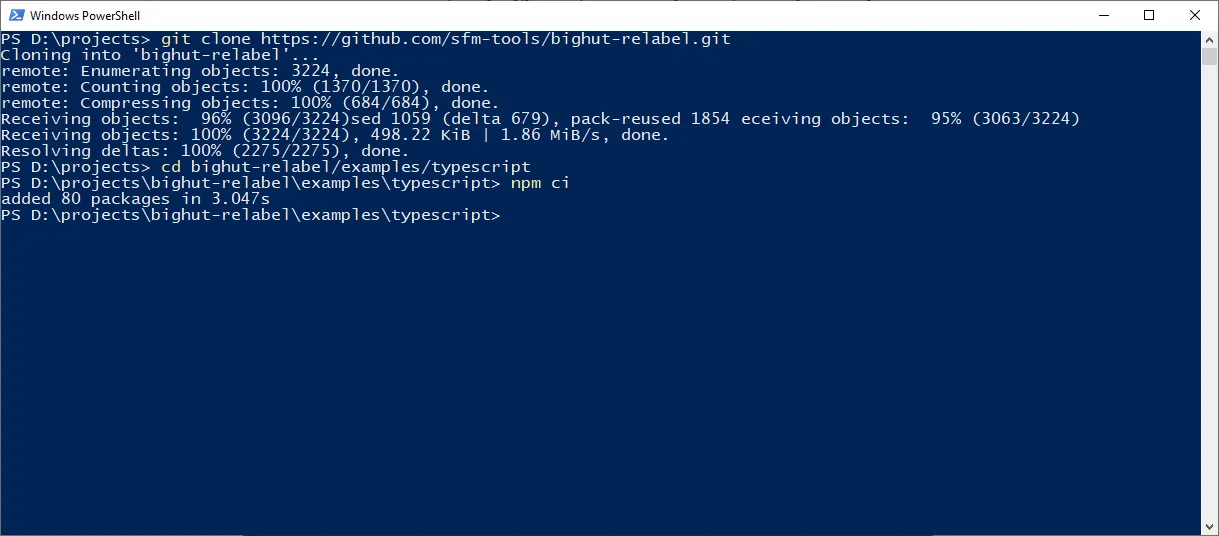 Windows PowerShell
PS D:\projects> git clone https://github.com/sfm-tools/bighut-relabel.git
Cloning into 'bighut-relabel'...
remote: Enumerating objects: 3224, done.
remote: Counting objects: 100% (1370/1370), done.
remote: Compressing objects: 100% (684/684), done.
Receiving objects:  96% (3096/3224)sed 1059 (delta 679), pack-reused 1854 eceiving objects:  95% (3063/3224)
Receiving objects: 100% (3224/3224), 498.22 KiB | 1.86 MiB/s, done.
Resolving deltas: 100% (2275/2275), done.
PS D:\projects> cd bighut-relabel/examples/typescript
PS D:\projects\bighut-relabel\examples\typescript> npm ci
added 80 packages in 3.047s
PS D:\projects\bighut-relabel\examples\typescript>